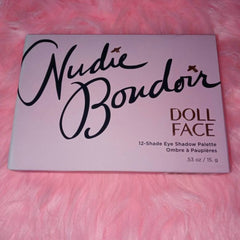 Nudie
Boudoir
DOLL
FACE
12-Shade Eye Shadow Palette
Ombre à Paupières
.53 oz / 15. g